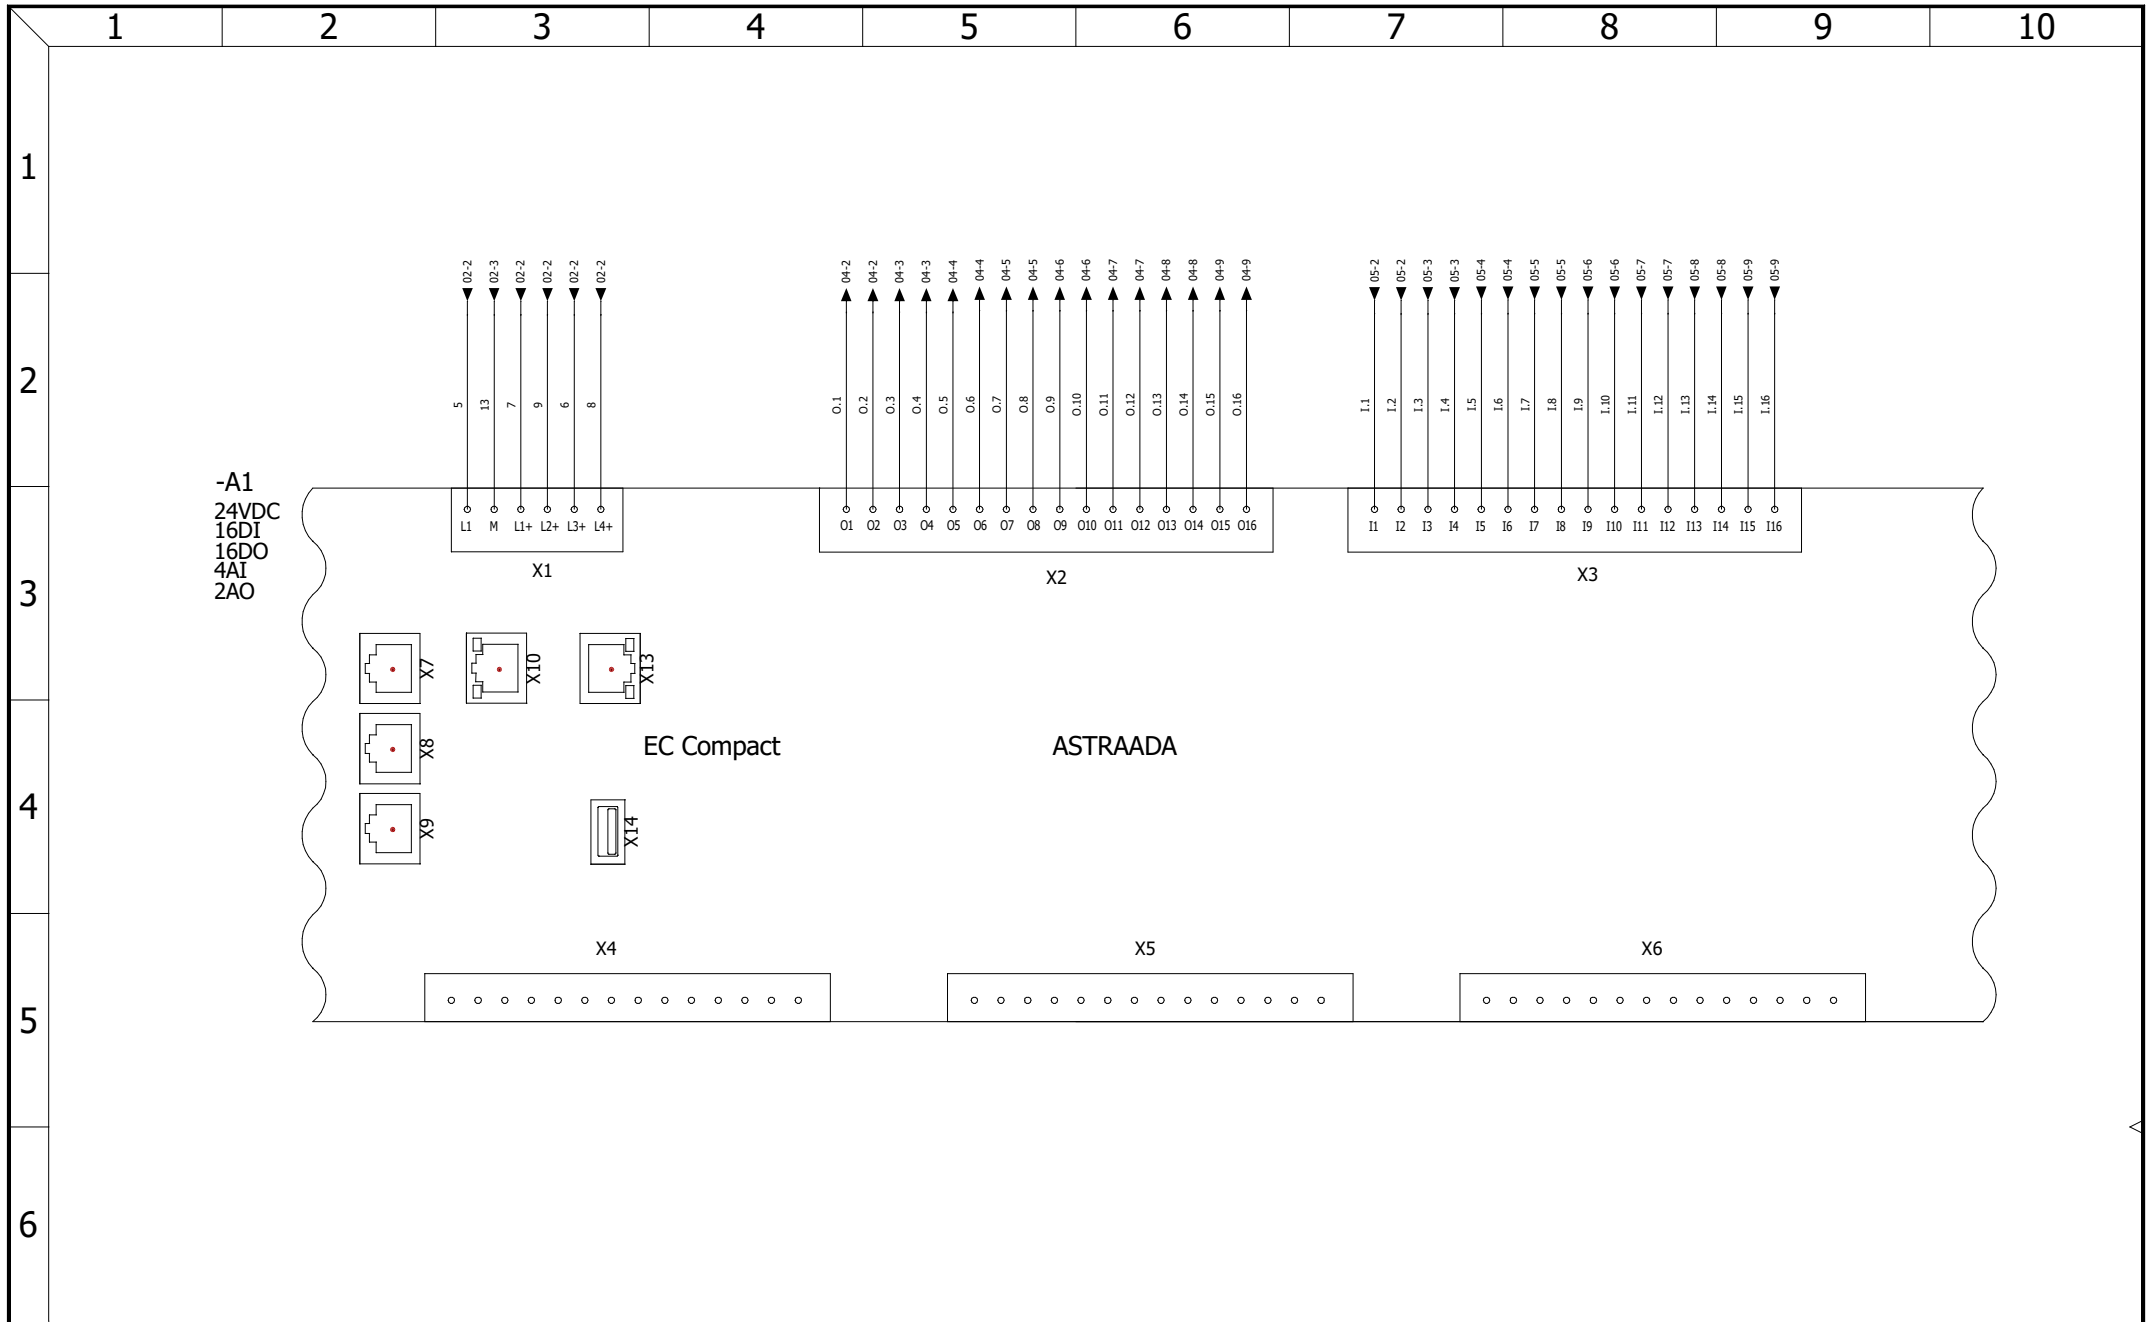 1 2 3 4 5 6 7 8 9 10
1
02-2 02-3 02-2 02-2 02-2 02-2 04-2 04-2 04-3 04-3 04-4 04-4 04-5 04-5 04-6 04-6 04-7 04-7 04-8 04-8 04-9 04-9 05-2 05-2 05-3 05-3 05-4 05-4 05-5 05-5 05-6 05-6 05-7 05-7 05-8 05-8 05-9 05-9
2
5 13 7 9 6 8 O.1 O.2 O.3 O.4 O.5 O.6 O.7 O.8 O.9 O.10 O.11 O.12 O.13 O.14 O.15 O.16 I.1 I.2 I.3 I.4 I.5 I.6 I.7 I.8 I.9 I.10 I.11 I.12 I.13 I.14 I.15 I.16
-A1
24VDC
16DI
16DO
4AI
2AO
L1 M L1+ L2+ L3+ L4+ O1 O2 O3 O4 O5 O6 O7 O8 O9 O10 O11 O12 O13 O14 O15 O16 I1 I2 I3 I4 I5 I6 I7 I8 I9 I10 I11 I12 I13 I14 I15 I16
X1 X2 X3
3
X7 X10 X13
X8 EC Compact ASTRAADA
4
X9 X14
X4 X5 X6
5
6